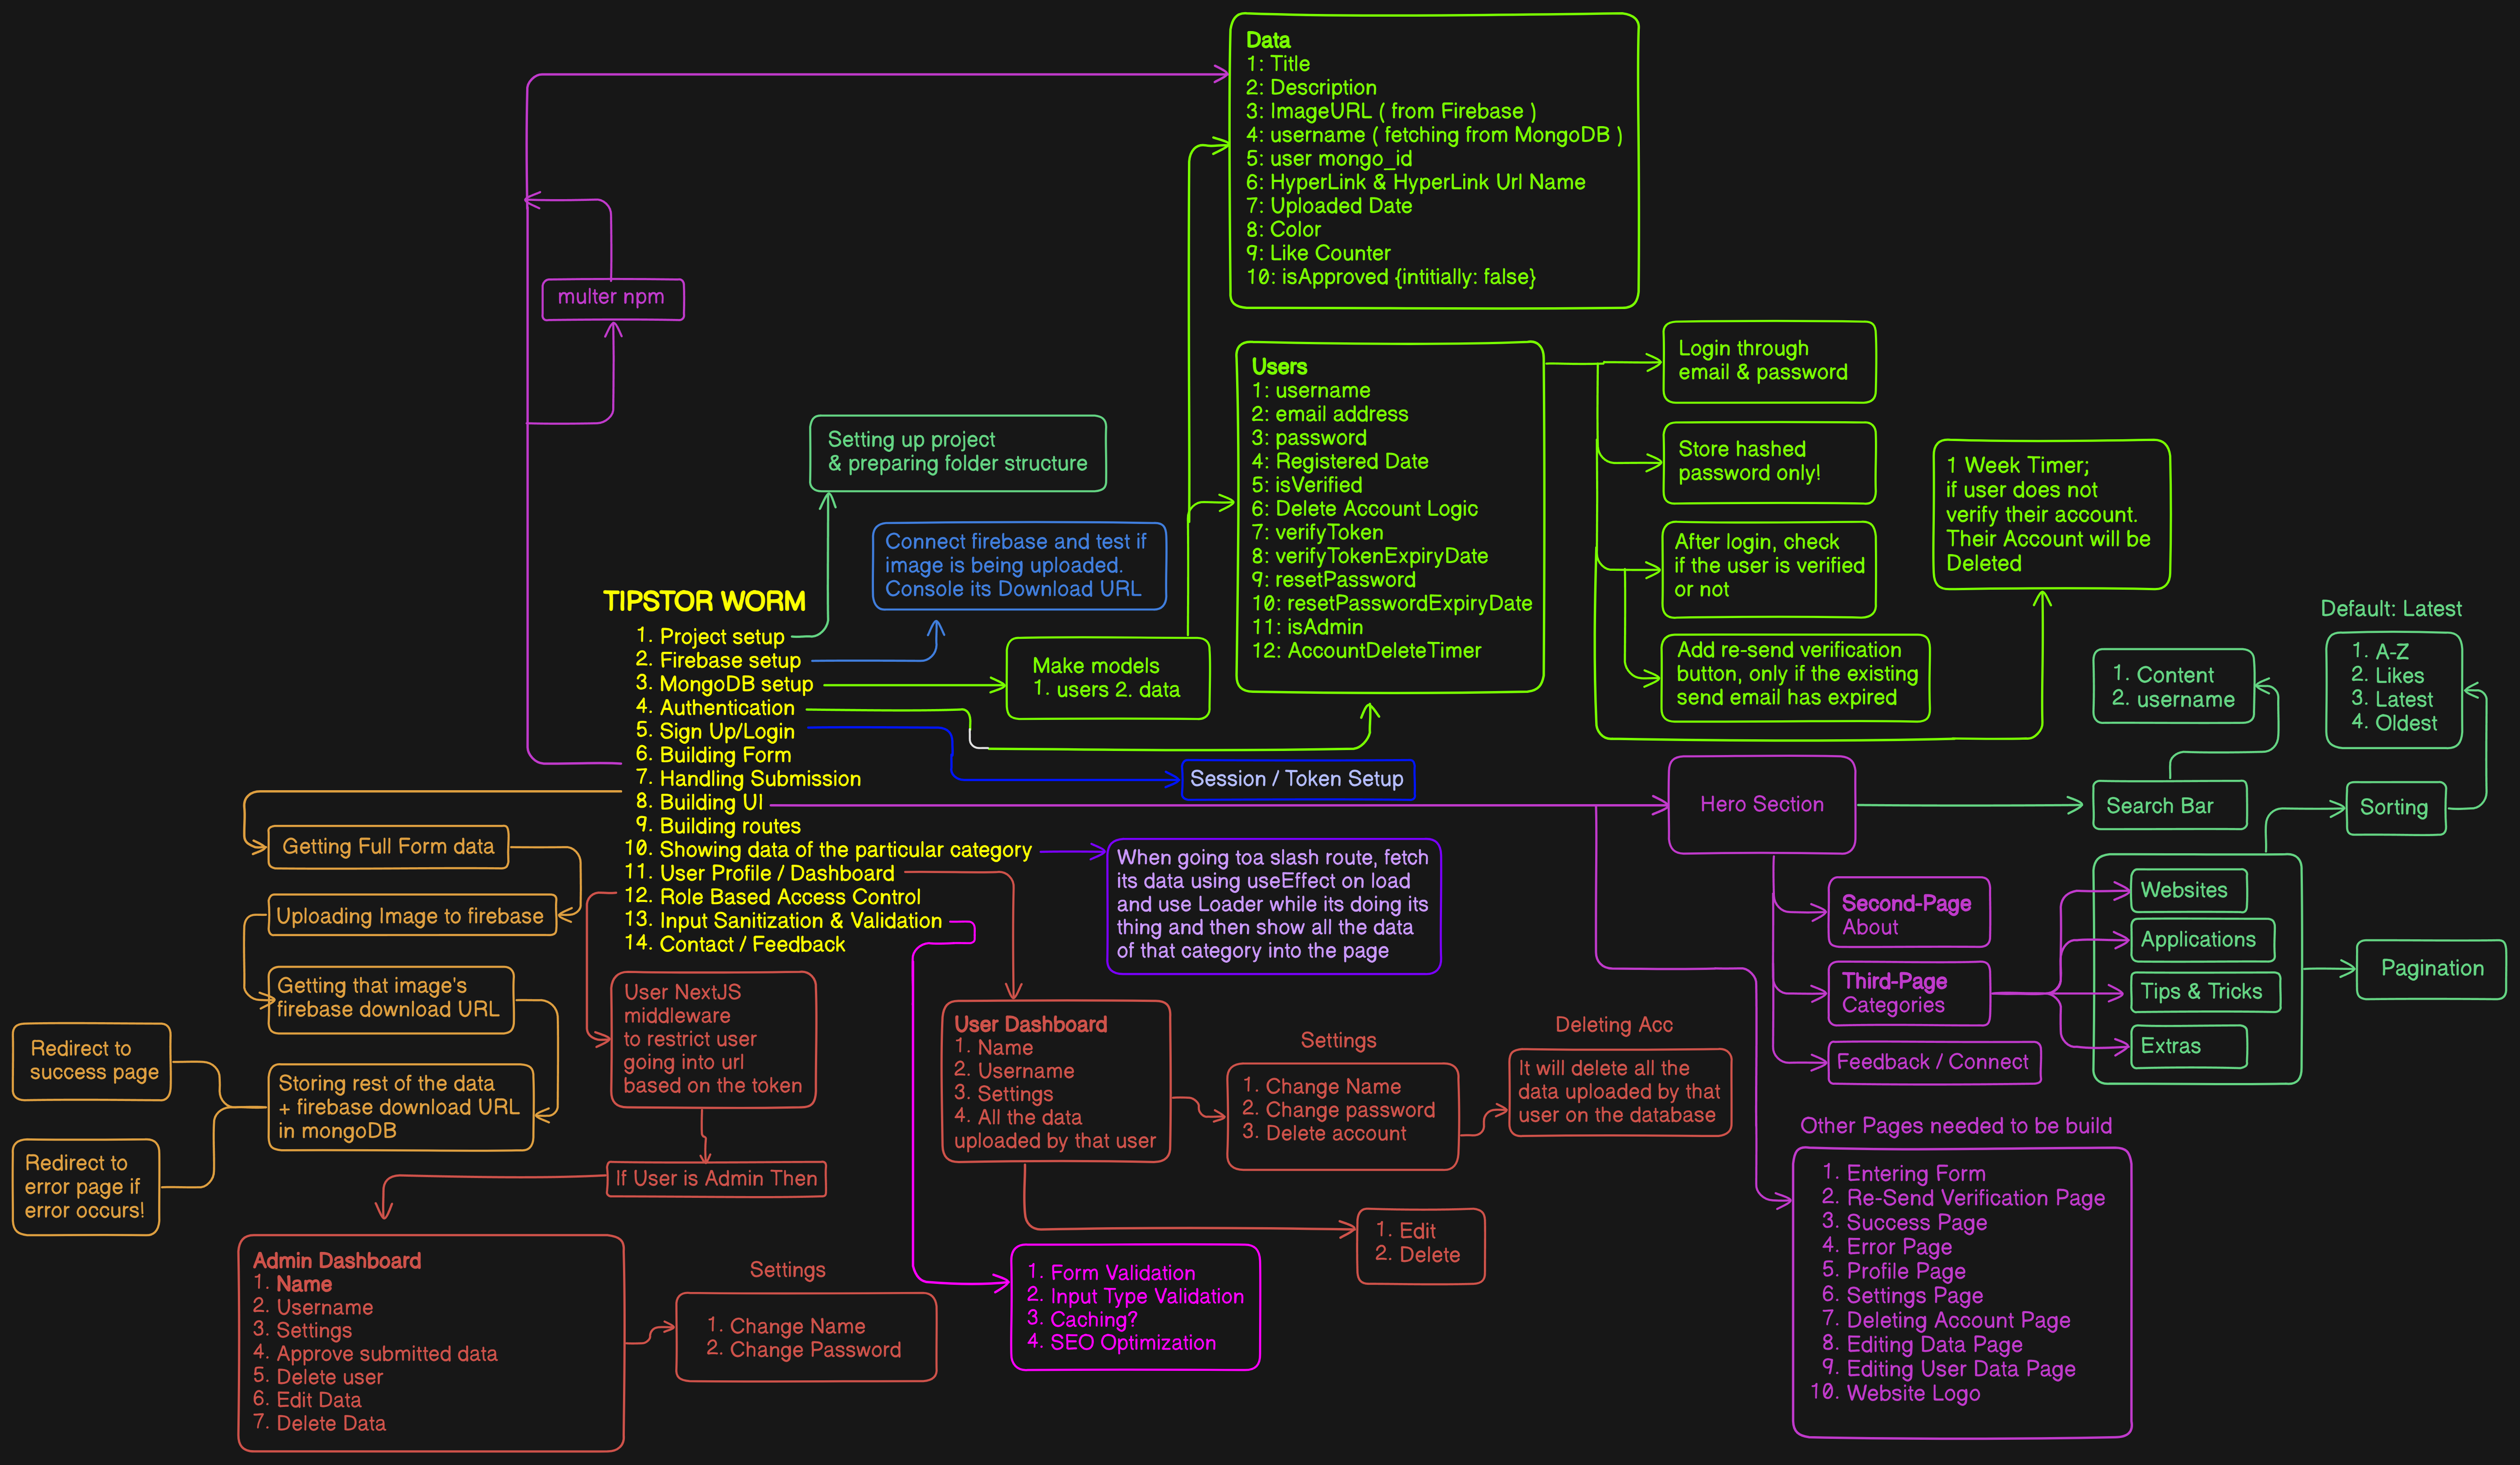 Data
1: Title
2: Description
3: ImageURL ( from Firebase )
4: username ( fetching from MongoDB )
5: user mongo_id
6: HyperLink & HyperLink Url Name
7: Uploaded Date
8: Color
9: Like Counter
10: isApproved {intitially: false}
multer npm
Users
1: username
2: email address
3: password
4: Registered Date
5: isVerified
6: Delete Account Logic
7: verifyToken
8: verifyTokenExpiryDate
9: resetPassword
10: resetPasswordExpiryDate
11: isAdmin
12: AccountDeleteTimer
Login through
email & password
Store hashed
password only!
After login, check
if the user is verified
or not
Add re-send verification
button, only if the existing
send email has expired
1 Week Timer;
if user does not
verify their account.
Their Account will be
Deleted
Setting up project
& preparing folder structure
Connect firebase and test if
image is being uploaded.
Console its Download URL
Make models
1. users 2. data
TIPSTOR WORM
1. Project setup
2. Firebase setup
3. MongoDB setup
4. Authentication
5. Sign Up/Login
6. Building Form
7. Handling Submission
8. Building UI
9. Building routes
10. Showing data of the particular category
11. User Profile / Dashboard
12. Role Based Access Control
13. Input Sanitization & Validation
14. Contact / Feedback
Session / Token Setup
Hero Section
Search Bar
1. Content
2. username
Default: Latest
1. A-Z
2. Likes
3. Latest
4. Oldest
Sorting
When going toa slash route, fetch
its data using useEffect on load
and use Loader while its doing its
thing and then show all the data
of that category into the page
Second-Page
About
Third-Page
Categories
Feedback / Connect
Websites
Applications
Tips & Tricks
Extras
Pagination
Getting Full Form data
Uploading Image to firebase
Getting that image's
firebase download URL
Storing rest of the data
+ firebase download URL
in mongoDB
Redirect to
success page
Redirect to
error page if
error occurs!
User NextJS
middleware
to restrict user
going into url
based on the token
If User is Admin Then
User Dashboard
1. Name
2. Username
3. Settings
4. All the data
uploaded by that user
Settings
1. Change Name
2. Change password
3. Delete account
Deleting Acc
It will delete all the
data uploaded by that
user on the database
1. Edit
2. Delete
Other Pages needed to be build
1. Entering Form
2. Re-Send Verification Page
3. Success Page
4. Error Page
5. Profile Page
6. Settings Page
7. Deleting Account Page
8. Editing Data Page
9. Editing User Data Page
10. Website Logo
Admin Dashboard
1. Name
2. Username
3. Settings
4. Approve submitted data
5. Delete user
6. Edit Data
7. Delete Data
Settings
1. Change Name
2. Change Password
1. Form Validation
2. Input Type Validation
3. Caching?
4. SEO Optimization